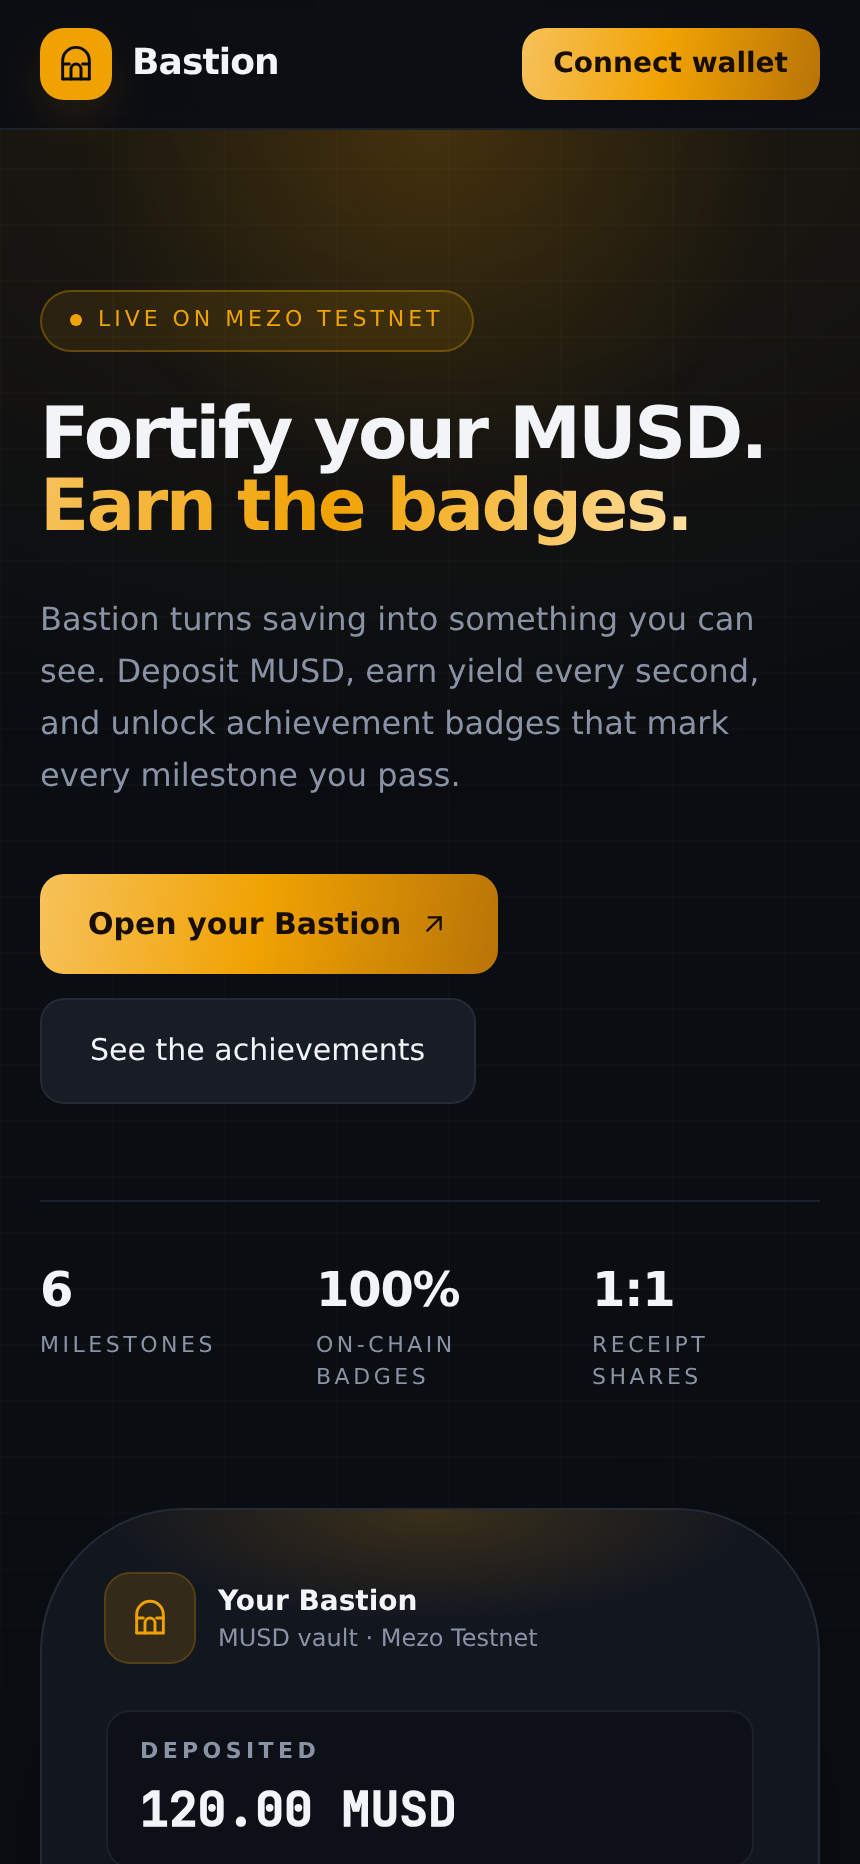 Bastion
Connect wallet
LIVE ON MEZO TESTNET
Fortify your MUSD.
Earn the badges.
Bastion turns saving into something you can
see. Deposit MUSD, earn yield every second,
and unlock achievement badges that mark
every milestone you pass.
Open your Bastion
See the achievements
6
MILESTONES
100%
ON-CHAIN
BADGES
1:1
RECEIPT
SHARES
Your Bastion
MUSD vault · Mezo Testnet
DEPOSITED
120.00 MUSD